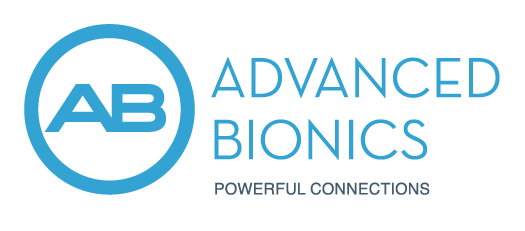 AB
ADVANCED
BIONICS
POWERFUL CONNECTIONS